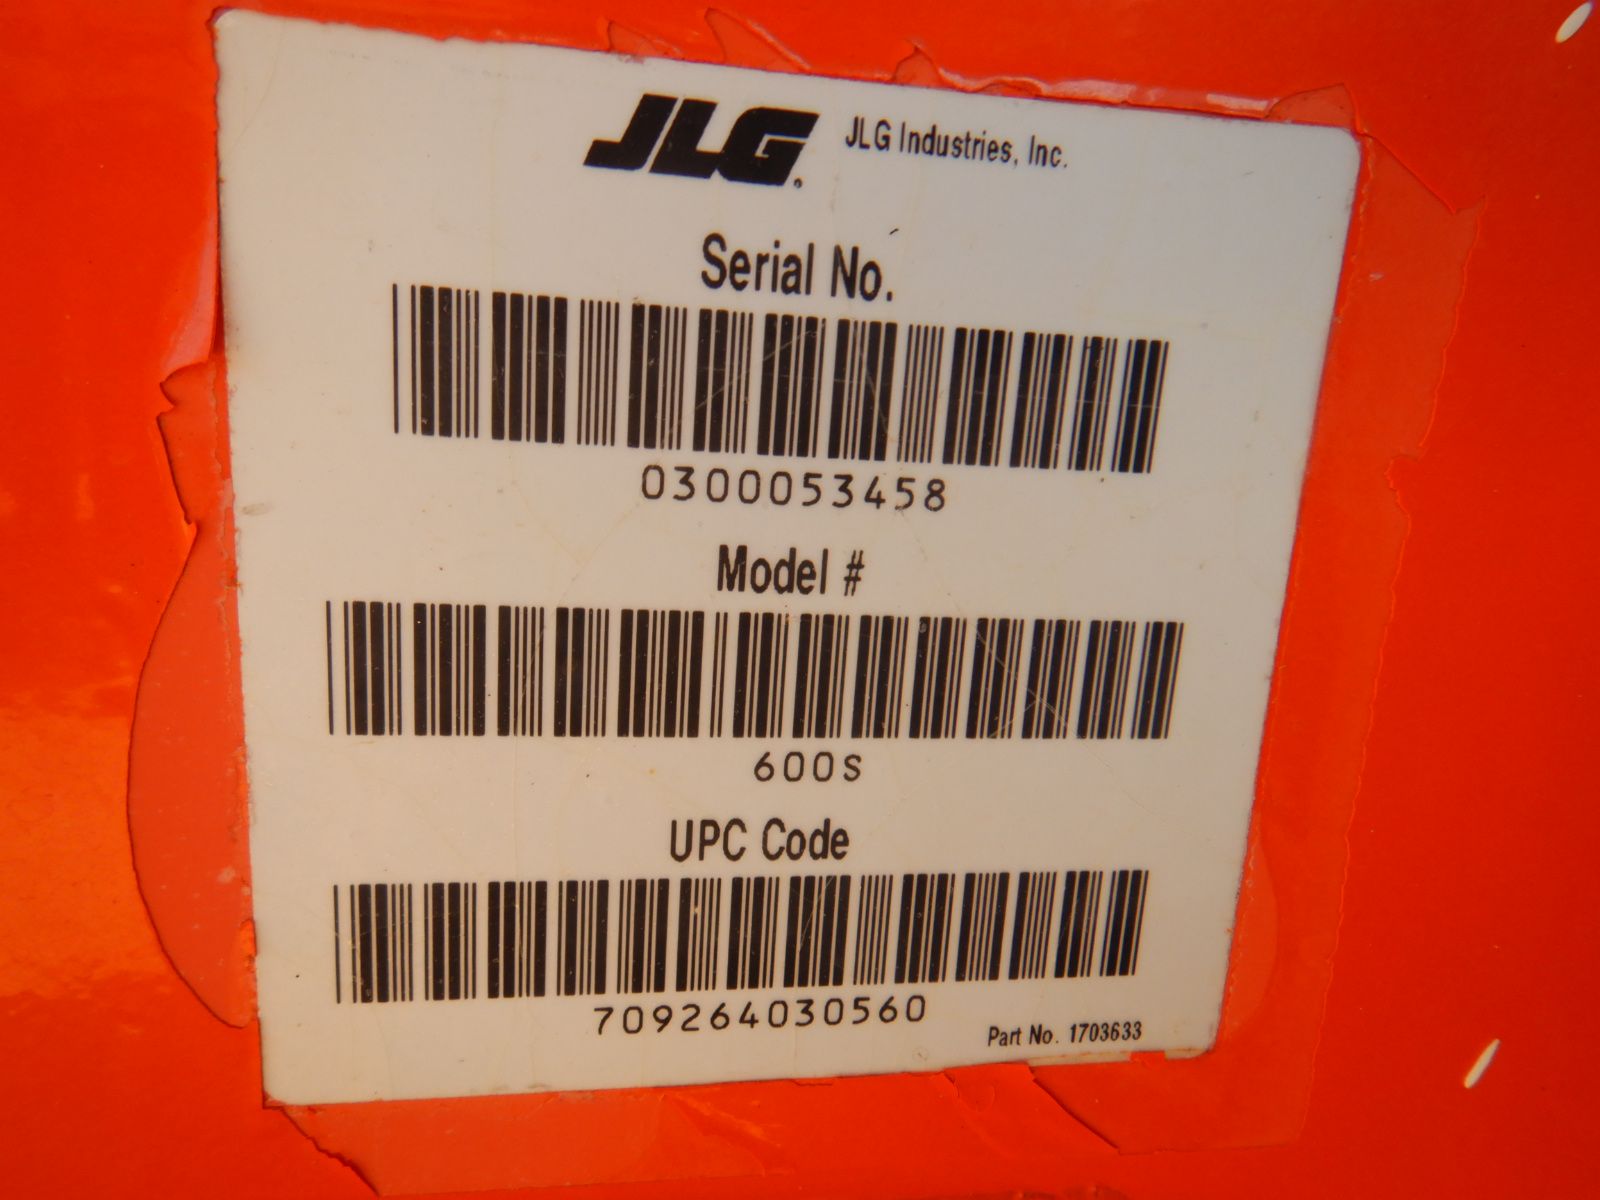 JLG
JLG Industries, Inc.
Serial No.
0300053458
Model #
600S
UPC Code
709264030560
Part No. 1703633